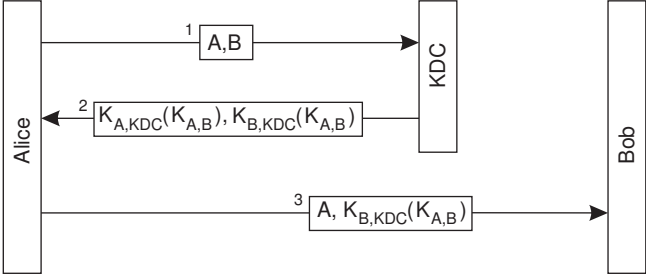 1 A,B
KDC
2 K_A,KDC(K_A,B), K_B,KDC(K_A,B)
Alice
Bob
3 A, K_B,KDC(K_A,B)